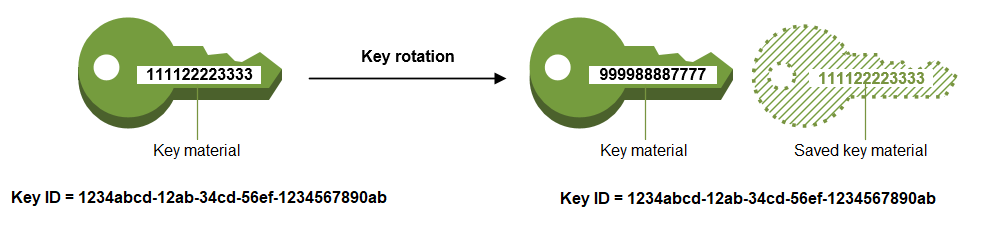 111122223333
Key rotation
999988887777
111122223333
Key material
Key material
Saved key material
Key ID = 1234abcd-12ab-34cd-56ef-1234567890ab
Key ID = 1234abcd-12ab-34cd-56ef-1234567890ab